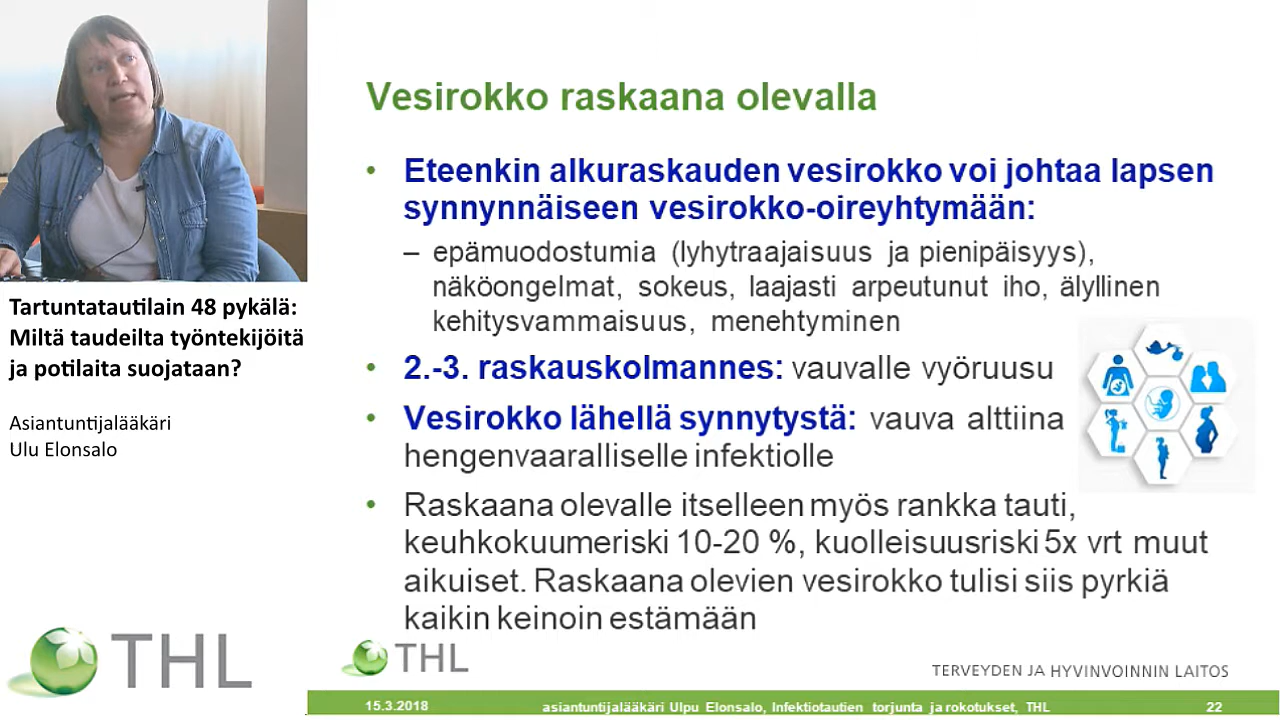 Vesirokko raskaana olevalla
• Eteenkin alkuraskauden vesirokko voi johtaa lapsen
synnynnäiseen vesirokko-oireyhtymään:
– epämuodostumia (lyhytraajaisuus ja pienipäisyys),
näköongelmat, sokeus, laajasti arpeutunut iho, älyllinen
kehitysvammaisuus, menehtyminen
• 2.-3. raskauskolmannes: vauvalle vyöruusu
• Vesirokko lähellä synnytystä: vauva alttiina
hengenvaaralliselle infektiolle
• Raskaana olevalle itselleen myös rankka tauti,
keuhkokuumeriski 10-20 %, kuolleisuusriski 5x vrt muut
aikuiset. Raskaana olevien vesirokko tulisi siis pyrkiä
kaikin keinoin estämään
THL
TERVEYDEN JA HYVINVOINNIN LAITOS
15.3.2018 asiantuntijalääkäri Ulpu Elonsalo, Infektiotautien torjunta ja rokotukset, THL 22
Tartuntatautilain 48 pykälä:
Miltä taudeilta työntekijöitä
ja potilaita suojataan?
Asiantuntijalääkäri
Ulu Elonsalo
THL